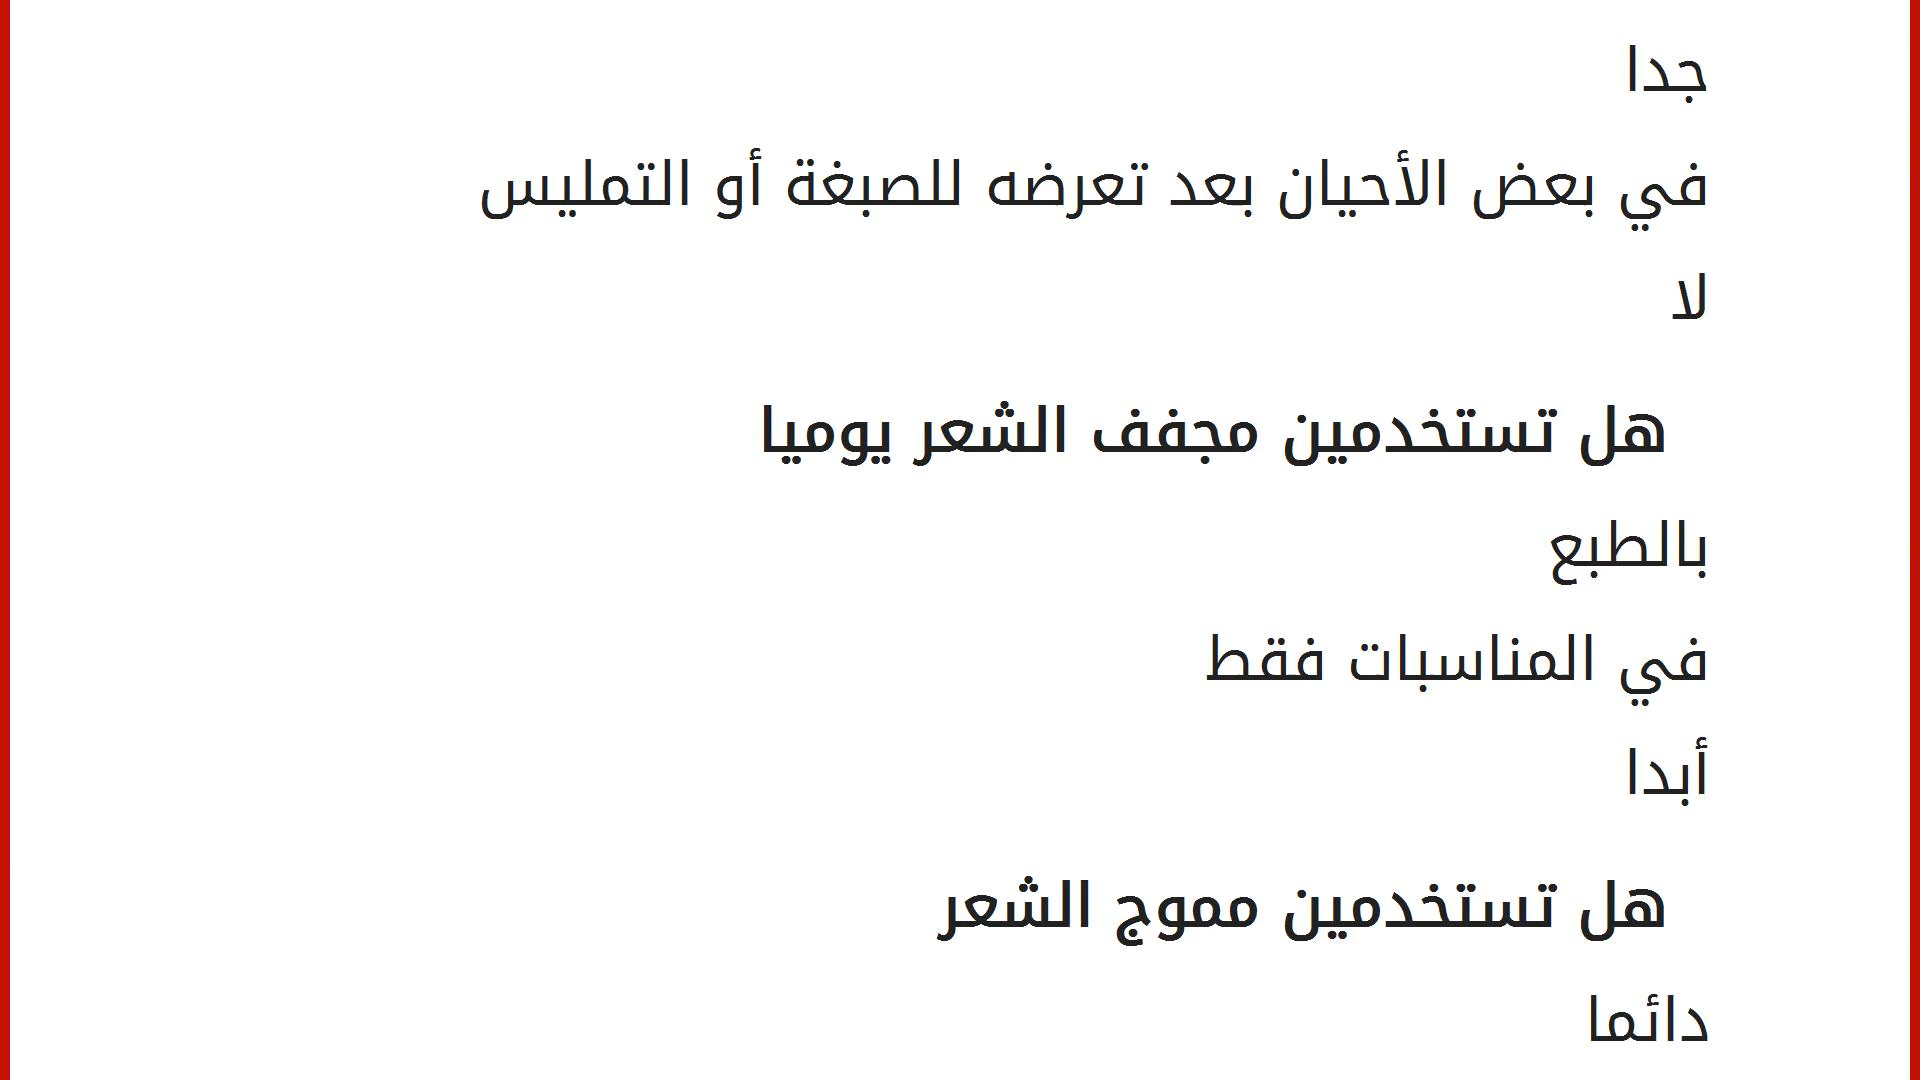 جدا
في بعض الأحيان بعد تعرضه للصبغة أو التمليس
لا
هل تستخدمين مجفف الشعر يوميا
بالطبع
في المناسبات فقط
أبدا
هل تستخدمين مموج الشعر
دائما